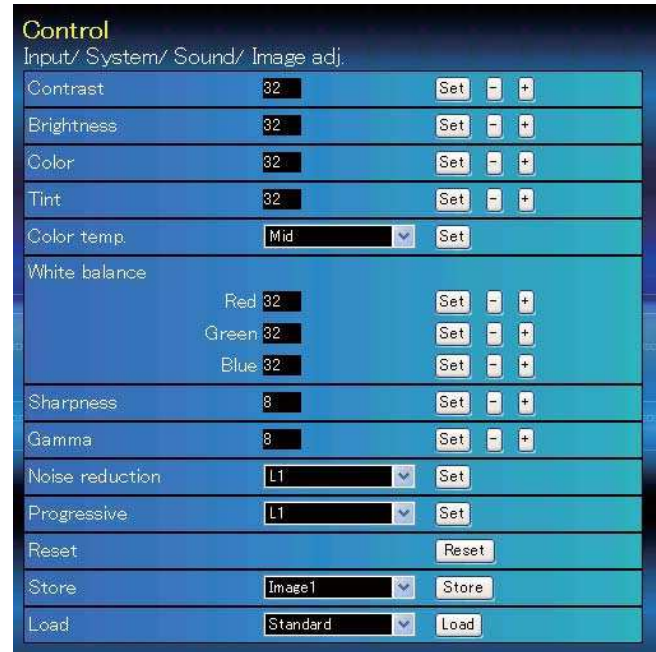 Control
Input/ System/ Sound/ Image adj.
Contrast 32 Set - +
Brightness 32 Set - +
Color 32 Set - +
Tint 32 Set - +
Color temp. Mid Set
White balance
Red 32 Set - +
Green 32 Set - +
Blue 32 Set - +
Sharpness 8 Set - +
Gamma 8 Set - +
Noise reduction L1 Set
Progressive L1 Set
Reset Reset
Store Image1 Store
Load Standard Load